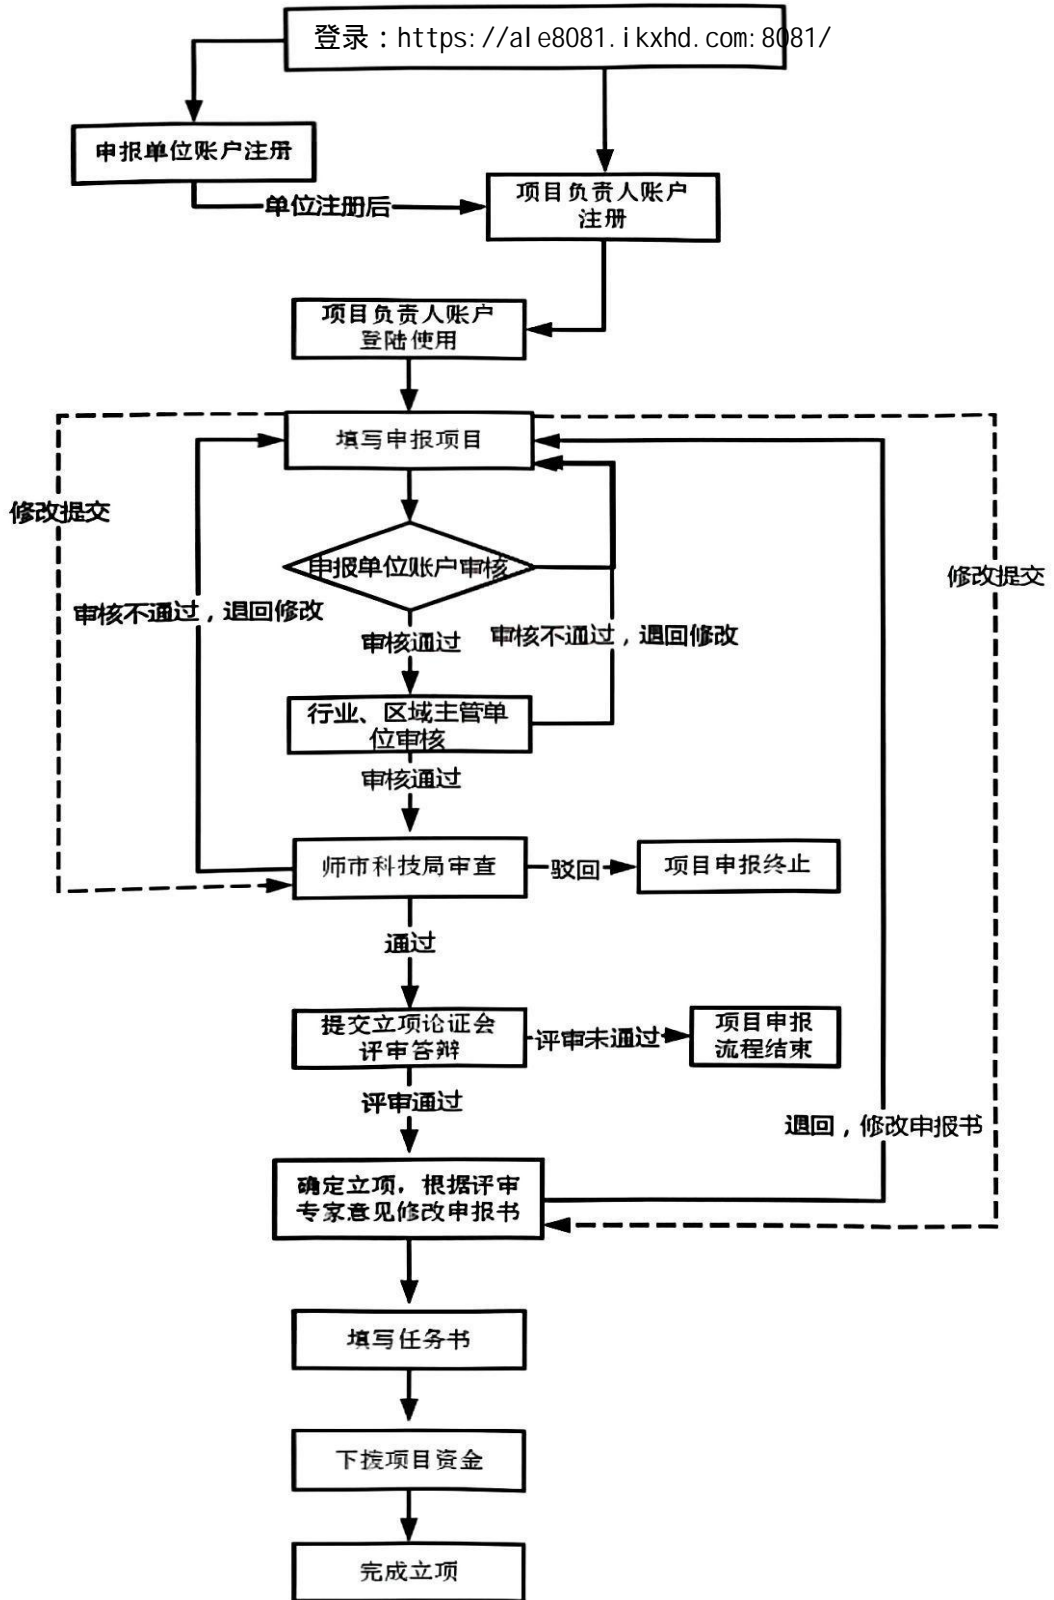 登录：https://ale8081.ikxhd.com:8081/
申报单位账户注册
单位注册后
项目负责人账户
注册
项目负责人账户
登陆使用
填写申报项目
修改提交
申报单位账户审核
修改提交
审核不通过，退回修改
审核通过
审核不通过，退回修改
行业、区域主管单
位审核
审核通过
师市科技局审查
驳回
项目申报终止
通过
提交立项论证会
评审答辩
评审未通过
项目申报
流程结束
评审通过
退回，修改申报书
确定立项，根据评审
专家意见修改申报书
填写任务书
下拨项目资金
完成立项